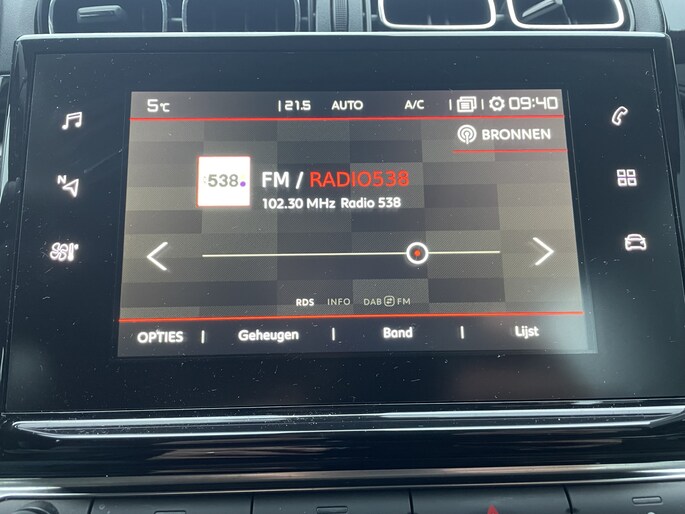 5°C | 21.5 AUTO A/C | | 09:40
BRONNEN
N
538
FM / RADIO538
102.30 MHz Radio 538
RDS INFO DAB FM
OPTIES | Geheugen | Band | Lijst